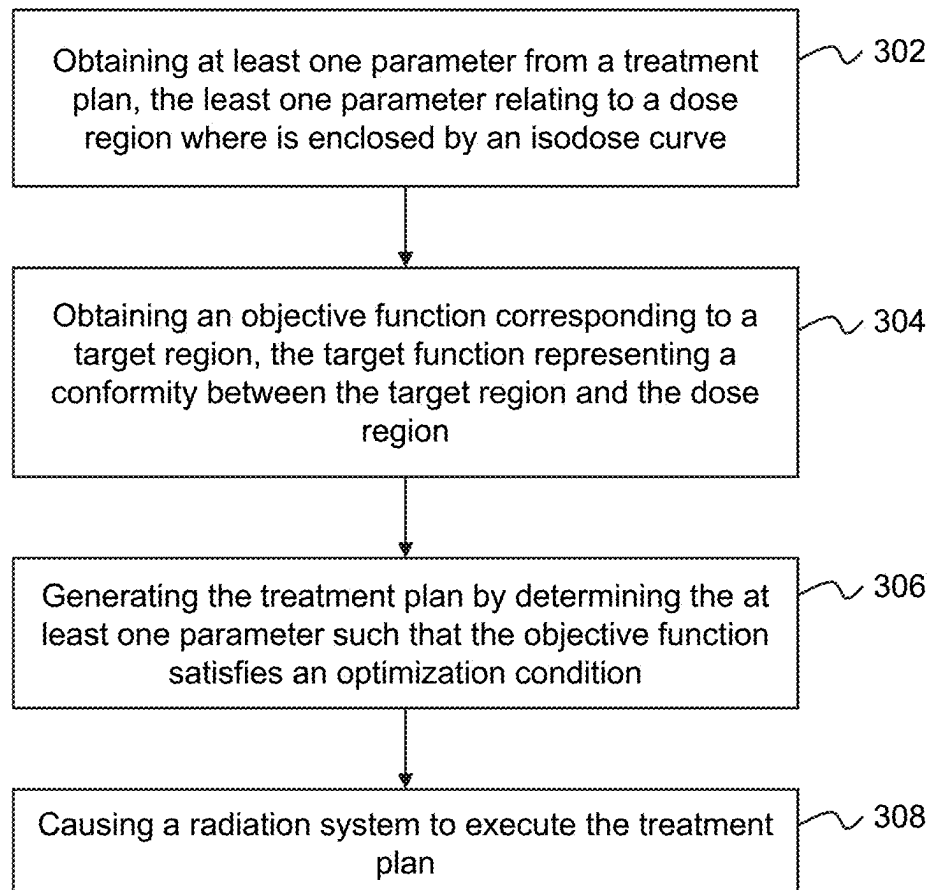 Obtaining at least one parameter from a treatment
plan, the least one parameter relating to a dose
region where is enclosed by an isodose curve
302
Obtaining an objective function corresponding to a
target region, the target function representing a
conformity between the target region and the dose
region
304
Generating the treatment plan by determining the at
least one parameter such that the objective function
satisfies an optimization condition
306
Causing a radiation system to execute the treatment
plan
308